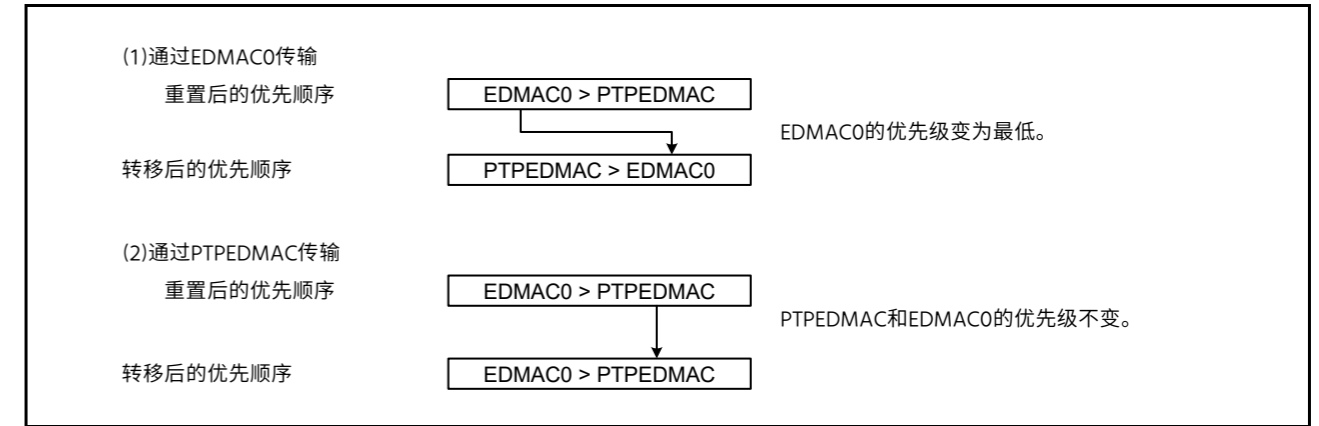 (1)通过EDMAC0传输
重置后的优先顺序
EDMAC0 > PTPEDMAC
EDMAC0的优先级变为最低。
转移后的优先顺序
PTPEDMAC > EDMAC0
(2)通过PTPEDMAC传输
重置后的优先顺序
EDMAC0 > PTPEDMAC
PTPEDMAC和EDMAC0的优先级不变。
转移后的优先顺序
EDMAC0 > PTPEDMAC